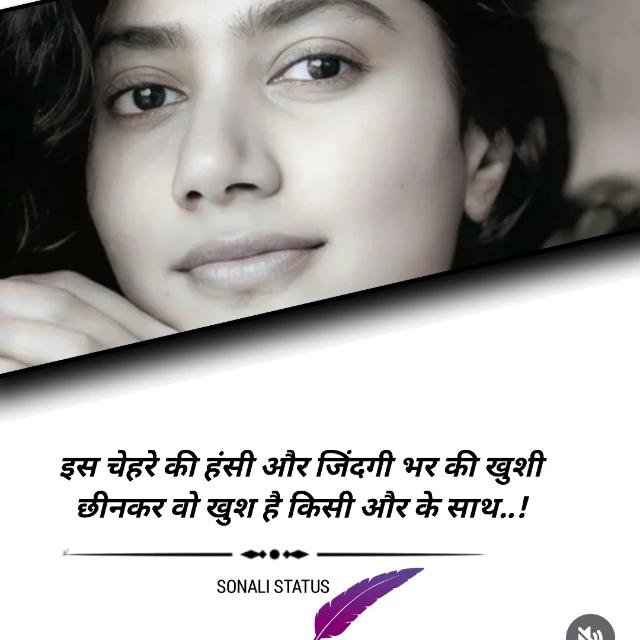 इस चेहरे की हंसी और जिंदगी भर की खुशी
छीनकर वो खुश है किसी और के साथ..!
SONALI STATUS